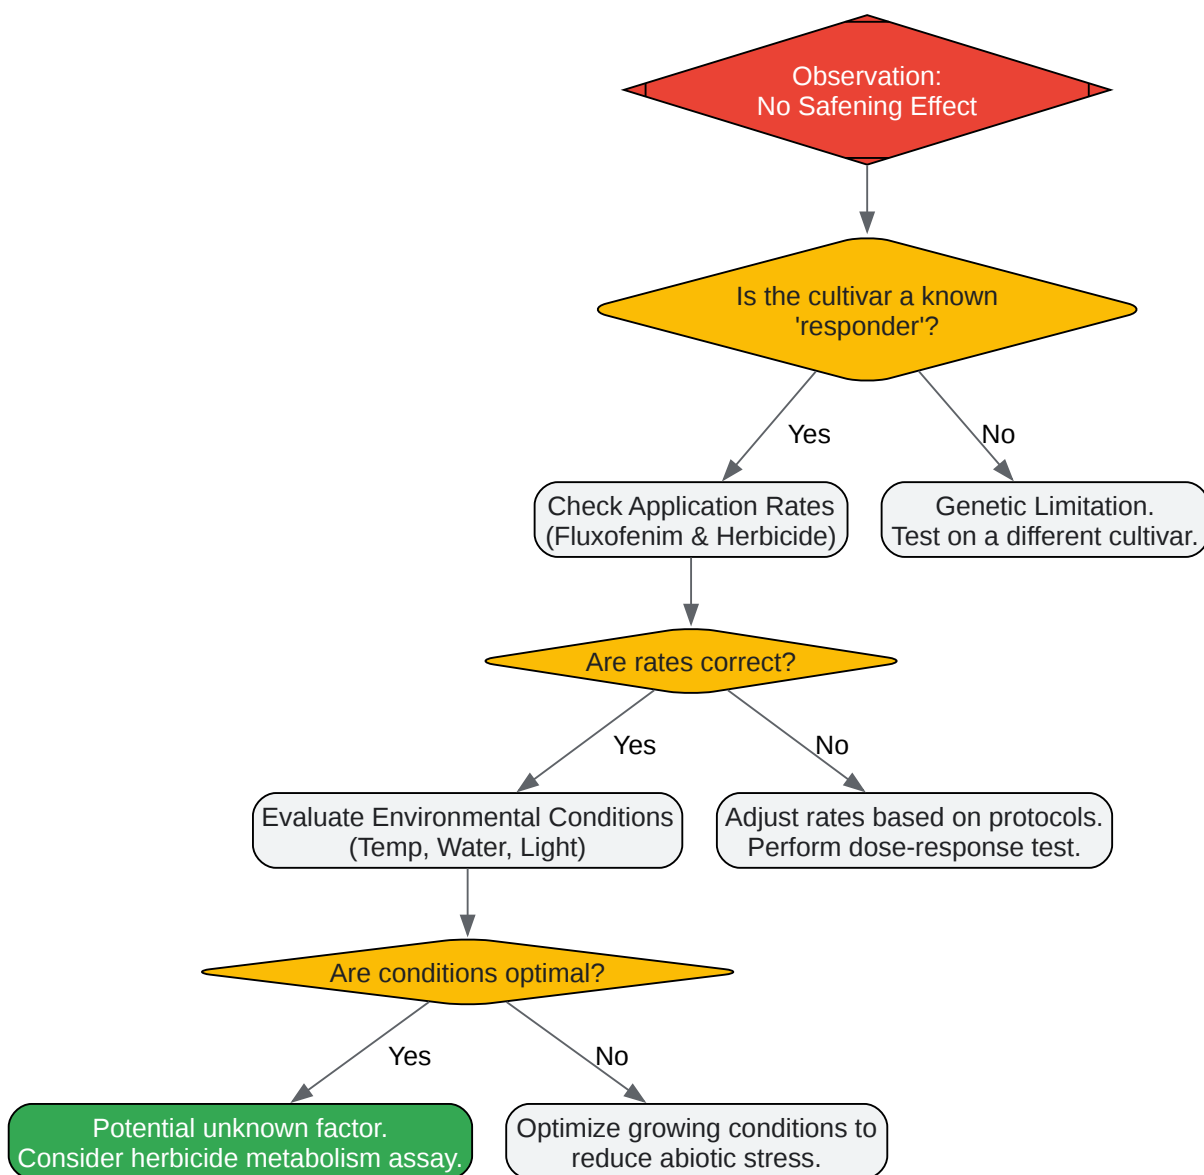 Observation:
No Safening Effect
Is the cultivar a known
'responder'?
Yes
No
Check Application Rates
(Fluxofenim & Herbicide)
Genetic Limitation.
Test on a different cultivar.
Are rates correct?
Yes
No
Evaluate Environmental Conditions
(Temp, Water, Light)
Adjust rates based on protocols.
Perform dose-response test.
Are conditions optimal?
Yes
No
Potential unknown factor.
Consider herbicide metabolism assay.
Optimize growing conditions to
reduce abiotic stress.